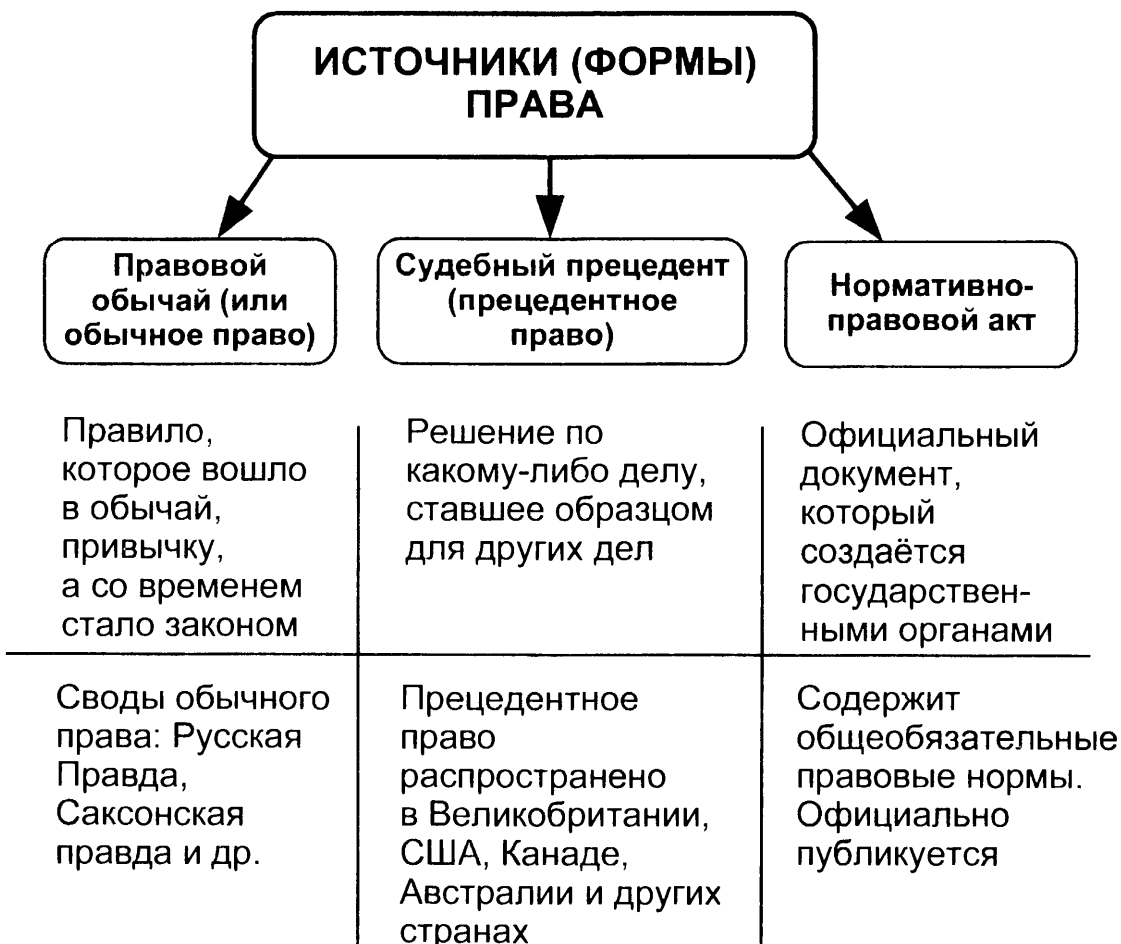 ИСТОЧНИКИ (ФОРМЫ)
ПРАВА
Правовой
обычай (или
обычное право)
Судебный прецедент
(прецедентное
право)
Нормативно-
правовой акт
Правило,
которое вошло
в обычай,
привычку,
а со временем
стало законом
Решение по
какому-либо делу,
ставшее образцом
для других дел
Официальный
документ,
который
создаётся
государствен-
ными органами
Своды обычного
права: Русская
Правда,
Саксонская
правда и др.
Прецедентное
право
распространено
в Великобритании,
США, Канаде,
Австралии и других
странах
Содержит
общеобязательные
правовые нормы.
Официально
публикуется